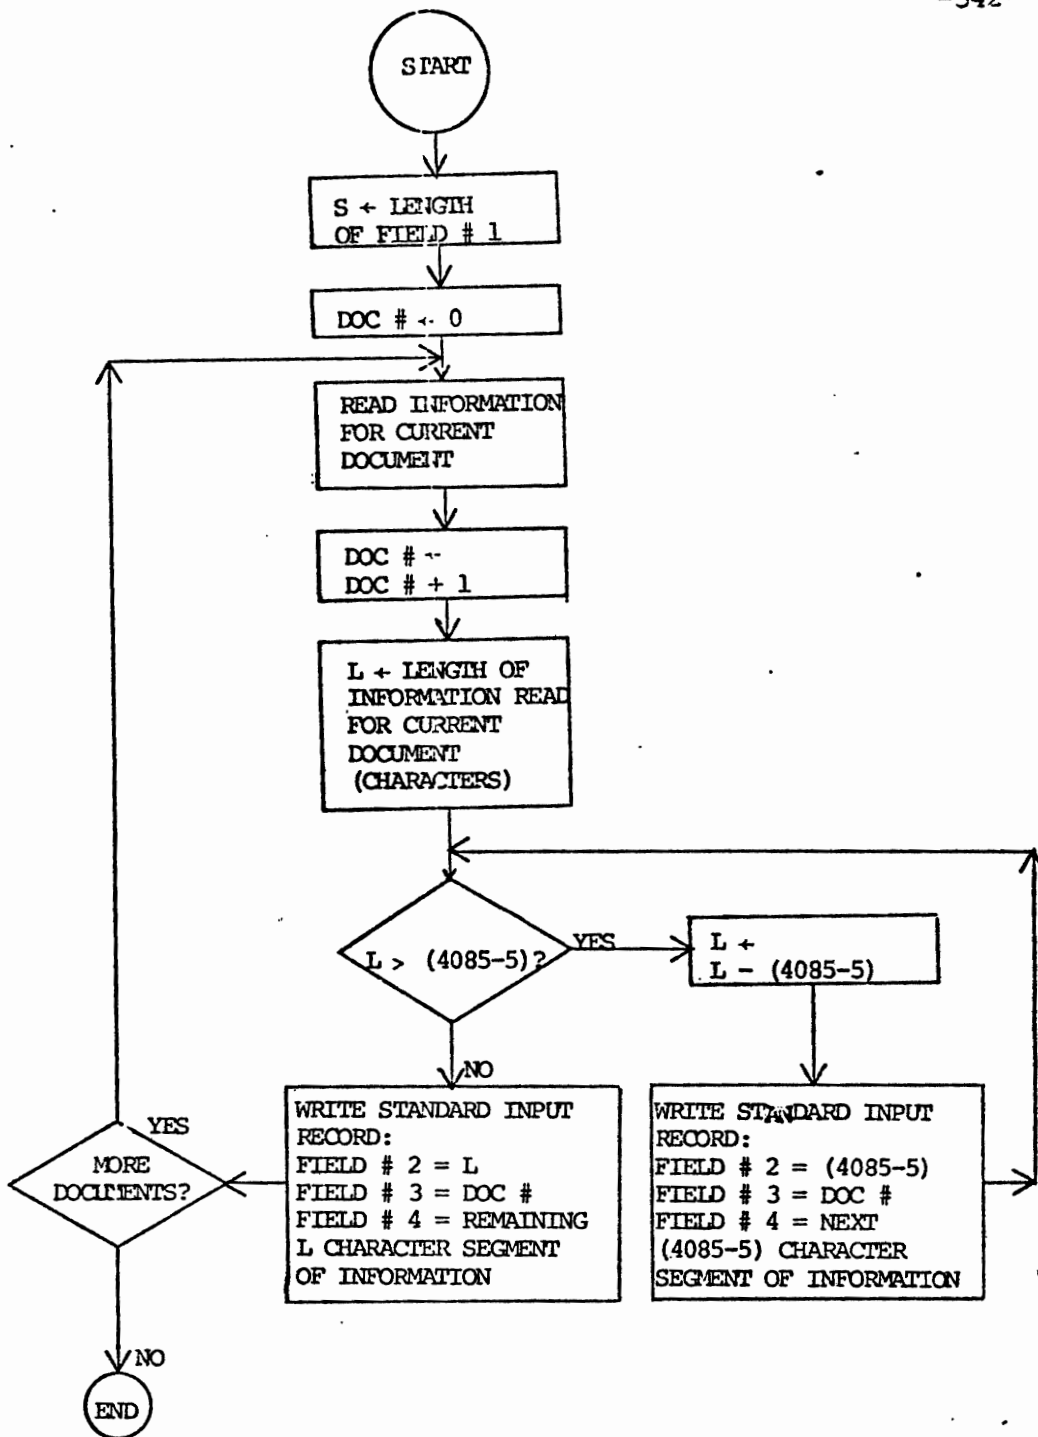 -342
START
S ← LENGTH
OF FIELD # 1
DOC # ← 0
READ INFORMATION
FOR CURRENT
DOCUMENT
DOC # ←
DOC # + 1
L ← LENGTH OF
INFORMATION READ
FOR CURRENT
DOCUMENT
(CHARACTERS)
L > (4085-5)?
YES
L ←
L - (4085-5)
NO
WRITE STANDARD INPUT
RECORD:
FIELD # 2 = L
FIELD # 3 = DOC #
FIELD # 4 = REMAINING
L CHARACTER SEGMENT
OF INFORMATION
WRITE STANDARD INPUT
RECORD:
FIELD # 2 = (4085-5)
FIELD # 3 = DOC #
FIELD # 4 = NEXT
(4085-5) CHARACTER
SEGMENT OF INFORMATION
YES
MORE
DOCUMENTS?
NO
END